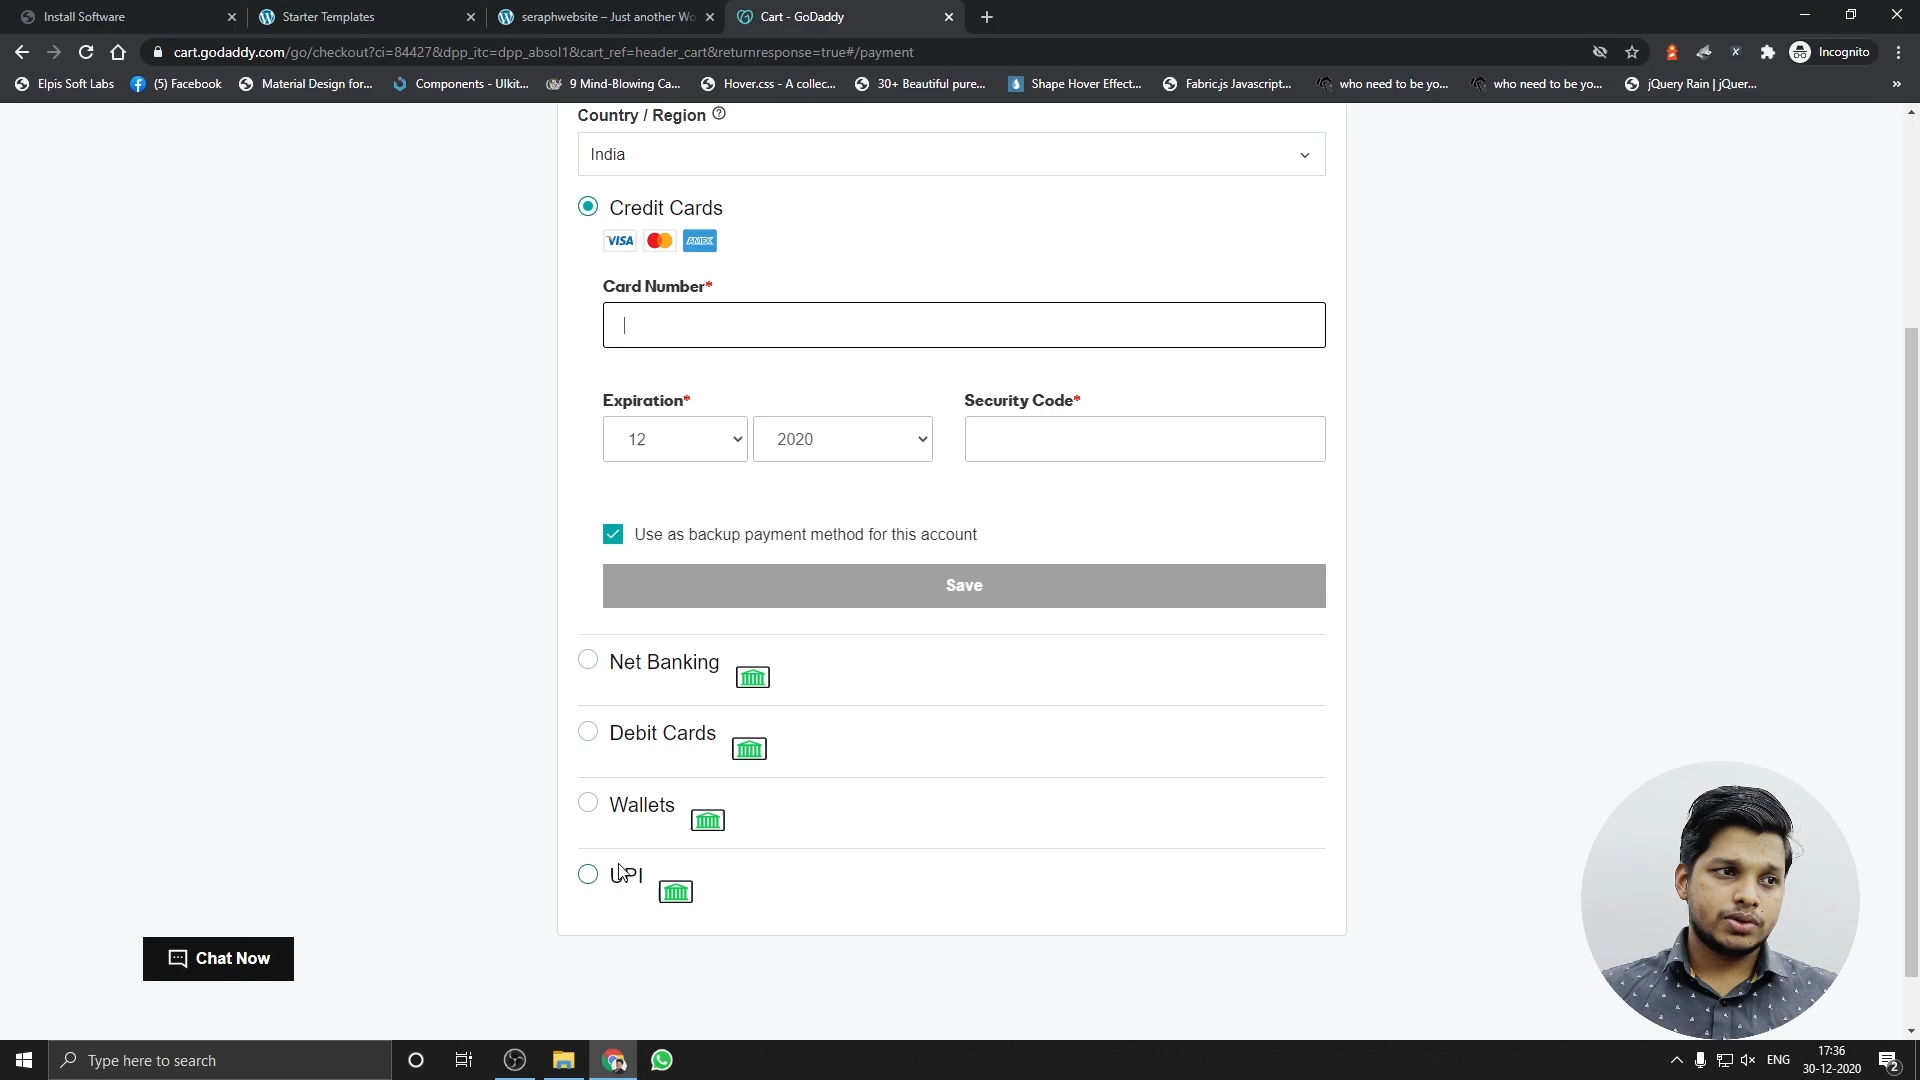 Install Software
Starter Templates
seraphwebsite – Just another Wo
Cart - GoDaddy
cart.godaddy.com/go/checkout?ci=84427&dpp_itc=dpp_absol1&cart_ref=header_cart&returnresponse=true#/payment
Incognito
Elpis Soft Labs
(5) Facebook
Material Design for...
Components - UIkit...
9 Mind-Blowing Ca...
Hover.css - A collec...
30+ Beautiful pure...
Shape Hover Effect...
Fabric.js Javascript...
who need to be yo...
who need to be yo...
jQuery Rain | jQuer...
»
Country / Region
India
Credit Cards
VISA
AMEX
Card Number*
Expiration*
Security Code*
12
2020
Use as backup payment method for this account
Save
Net Banking
Debit Cards
Wallets
UPI
Chat Now
Type here to search
ENG
17:36
30-12-2020
2